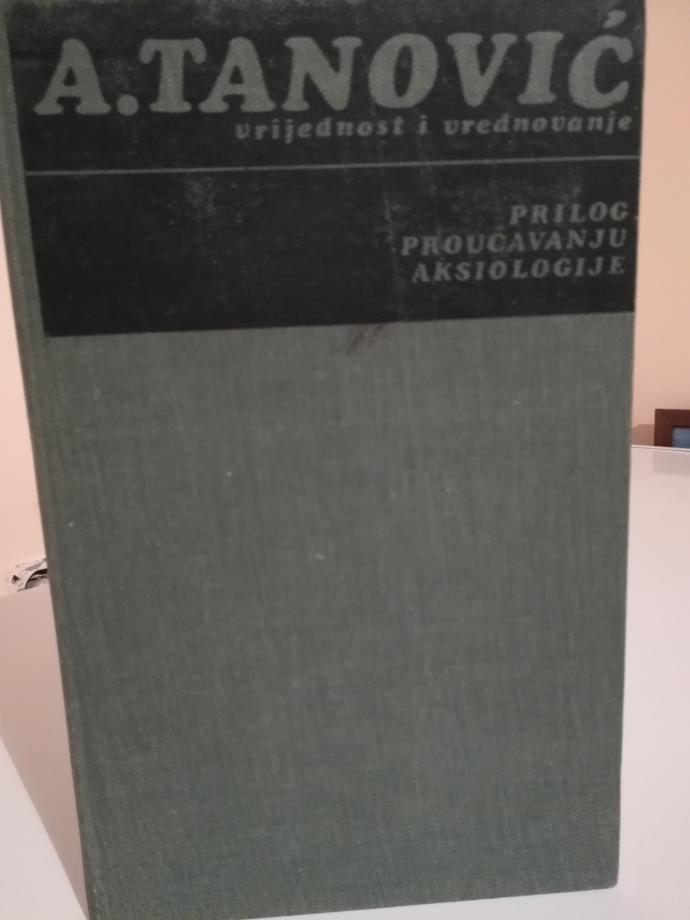 A.TANOVIĆ
vrijednost i vrednovanje
PRILOG
PROUČAVANJU
AKSIOLOGIJE